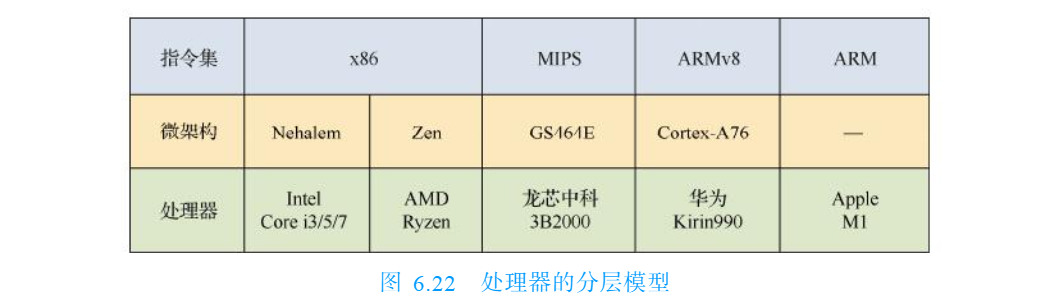 指令集 x86 MIPS ARMv8 ARM
微架构 Nehalem Zen GS464E Cortex-A76 —
处理器 Intel Core i3/5/7 AMD Ryzen 龙芯中科 3B2000 华为 Kirin990 Apple M1
图 6.22 处理器的分层模型